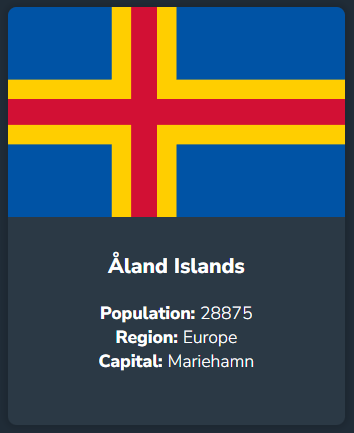 Åland Islands
Population: 28875
Region: Europe
Capital: Mariehamn